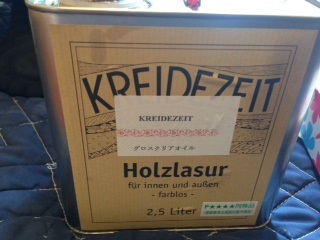 KREIDEZEIT
KREIDEZEIT
グロスクリアオイル
Holzlasur
für innen und außen
- farblos -
2,5 Liter
F★★★★